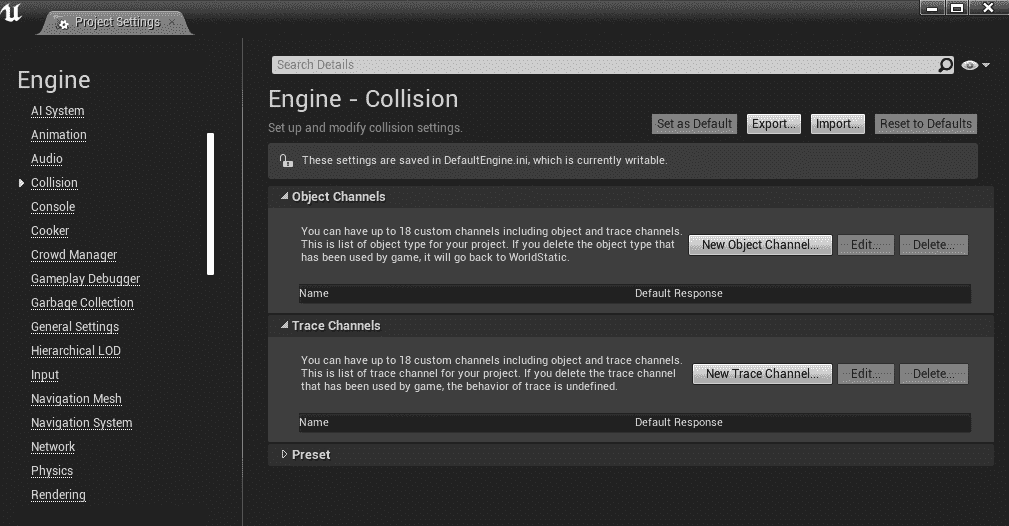 Project Settings
Engine
AI System
Animation
Audio
Collision
Console
Cooker
Crowd Manager
Gameplay Debugger
Garbage Collection
General Settings
Hierarchical LOD
Input
Navigation Mesh
Navigation System
Network
Physics
Rendering
Search Details
Engine - Collision
Set up and modify collision settings.
Set as Default
Export...
Import...
Reset to Defaults
These settings are saved in DefaultEngine.ini, which is currently writable.
Object Channels
You can have up to 18 custom channels including object and trace channels.
This is list of object type for your project. If you delete the object type that
has been used by game, it will go back to WorldStatic.
New Object Channel...
Edit...
Delete...
Name Default Response
Trace Channels
You can have up to 18 custom channels including object and trace channels.
This is list of trace channel for your project. If you delete the trace channel
that has been used by game, the behavior of trace is undefined.
New Trace Channel...
Edit...
Delete...
Name Default Response
Preset